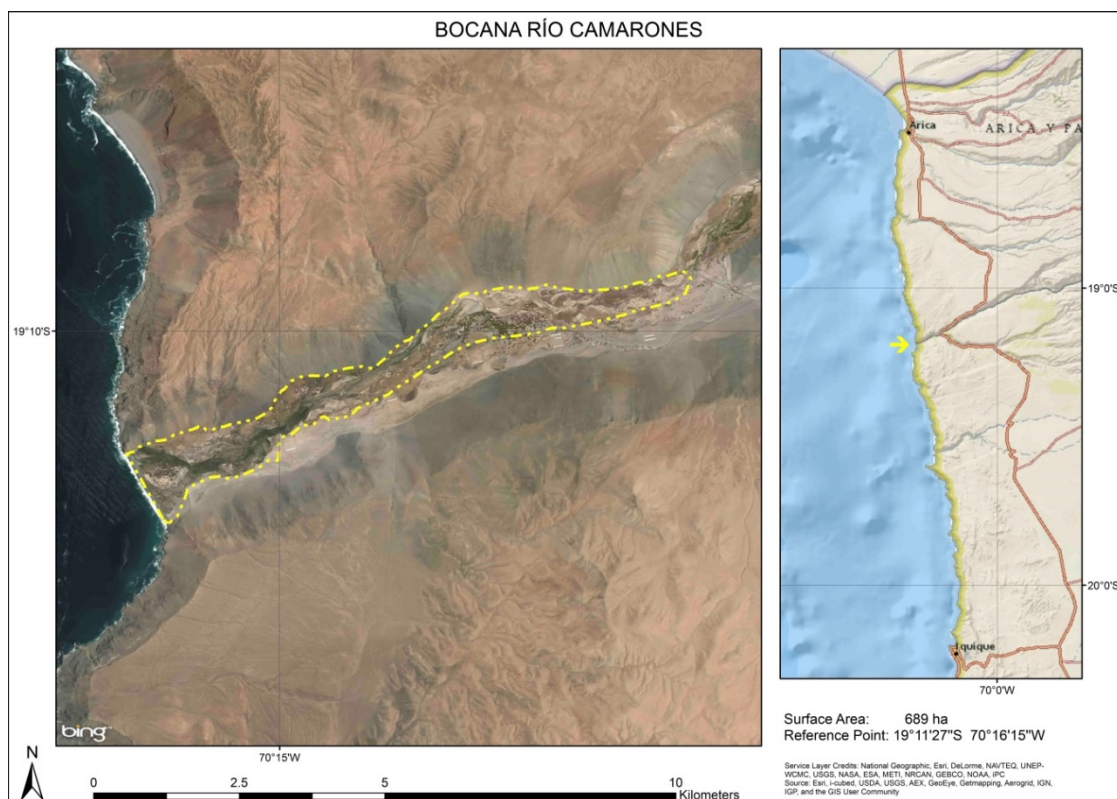 BOCANA RÍO CAMARONES
19°10'S
70°15'W
bing
N
0 2.5 5 10
Kilometers
Arica
ARICA Y PA
19°0'S
20°0'S
Iquique
70°0'W
Surface Area: 689 ha
Reference Point: 19°11'27"S 70°16'15"W
Service Layer Credits: National Geographic, Esri, DeLorme, NAVTEQ, UNEP-
WCMC, USGS, NASA, ESA, METI, NRCAN, GEBCO, NOAA, iPC
Source: Esri, i-cubed, USDA, USGS, AEX, GeoEye, Getmapping, Aerogrid, IGN,
IGP, and the GIS User Community